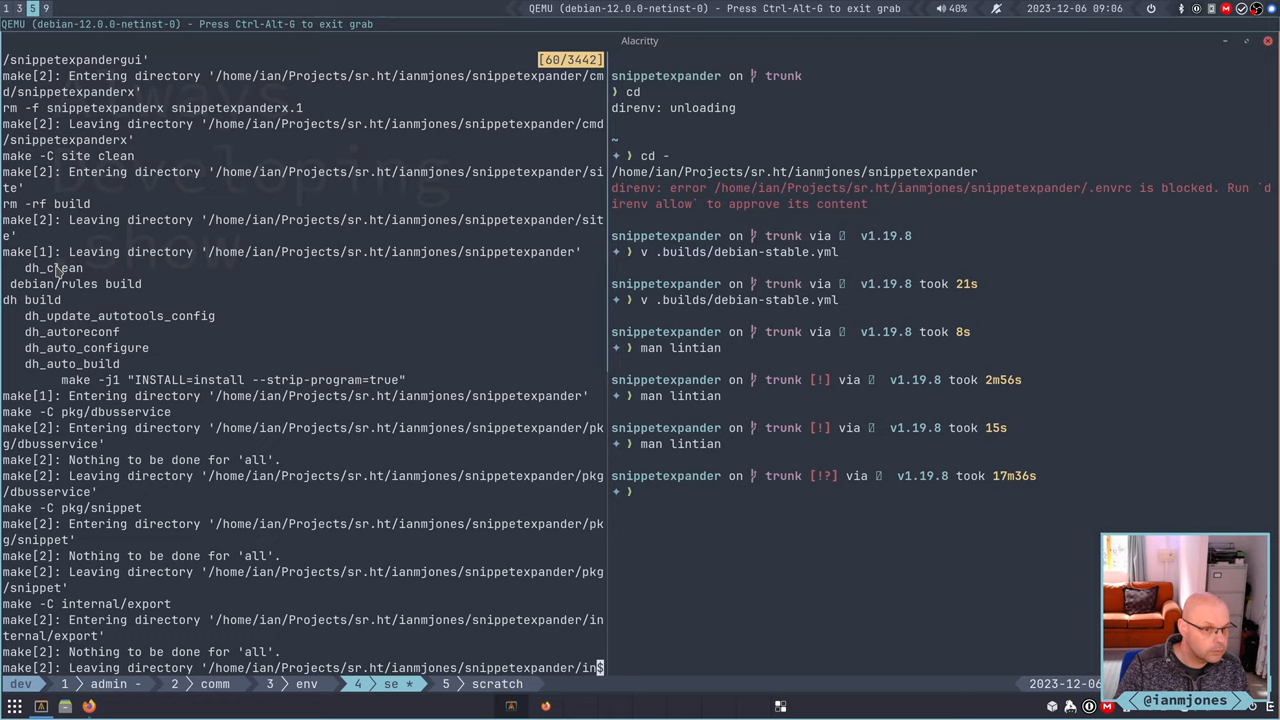 1 3 5 9
QEMU (debian-12.0.0-netinst-0) - Press Ctrl-Alt-G to exit grab
40%
2023-12-06 09:06
QEMU (debian-12.0.0-netinst-0) - Press Ctrl-Alt-G to exit grab
Alacritty
/snippetexpandergui'
[60/3442]
make[2]: Entering directory '/home/ian/Projects/sr.ht/ianmjones/snippetexpander/cm
d/snippetexpanderx'
rm -f snippetexpanderx snippetexpanderx.1
make[2]: Leaving directory '/home/ian/Projects/sr.ht/ianmjones/snippetexpander/cmd
/snippetexpanderx'
make -C site clean
make[2]: Entering directory '/home/ian/Projects/sr.ht/ianmjones/snippetexpander/si
te'
rm -rf build
make[2]: Leaving directory '/home/ian/Projects/sr.ht/ianmjones/snippetexpander/sit
e'
make[1]: Leaving directory '/home/ian/Projects/sr.ht/ianmjones/snippetexpander'
dh_clean
debian/rules build
dh build
dh_update_autotools_config
dh_autoreconf
dh_auto_configure
dh_auto_build
make -j1 "INSTALL=install --strip-program=true"
make[1]: Entering directory '/home/ian/Projects/sr.ht/ianmjones/snippetexpander'
make -C pkg/dbusservice
make[2]: Entering directory '/home/ian/Projects/sr.ht/ianmjones/snippetexpander/pk
g/dbusservice'
make[2]: Nothing to be done for 'all'.
make[2]: Leaving directory '/home/ian/Projects/sr.ht/ianmjones/snippetexpander/pkg
/dbusservice'
make -C pkg/snippet
make[2]: Entering directory '/home/ian/Projects/sr.ht/ianmjones/snippetexpander/pk
g/snippet'
make[2]: Nothing to be done for 'all'.
make[2]: Leaving directory '/home/ian/Projects/sr.ht/ianmjones/snippetexpander/pkg
/snippet'
make -C internal/export
make[2]: Entering directory '/home/ian/Projects/sr.ht/ianmjones/snippetexpander/in
ternal/export'
make[2]: Nothing to be done for 'all'.
make[2]: Leaving directory '/home/ian/Projects/sr.ht/ianmjones/snippetexpander/in$
Always
Developing
show
snippetexpander on trunk
❯ cd
direnv: unloading
~
✦ ❯ cd -
/home/ian/Projects/sr.ht/ianmjones/snippetexpander
direnv: error /home/ian/Projects/sr.ht/ianmjones/snippetexpander/.envrc is blocked. Run `d
irenv allow` to approve its content
snippetexpander on trunk via v1.19.8
✦ ❯ v .builds/debian-stable.yml
snippetexpander on trunk via v1.19.8 took 21s
✦ ❯ v .builds/debian-stable.yml
snippetexpander on trunk via v1.19.8 took 8s
✦ ❯ man lintian
snippetexpander on trunk [!] via v1.19.8 took 2m56s
✦ ❯ man lintian
snippetexpander on trunk [!] via v1.19.8 took 15s
✦ ❯ man lintian
snippetexpander on trunk [!?] via v1.19.8 took 17m36s
✦ ❯
dev 1 admin - 2 comm 3 env 4 se * 5 scratch
2023-12-06
@ianmjones